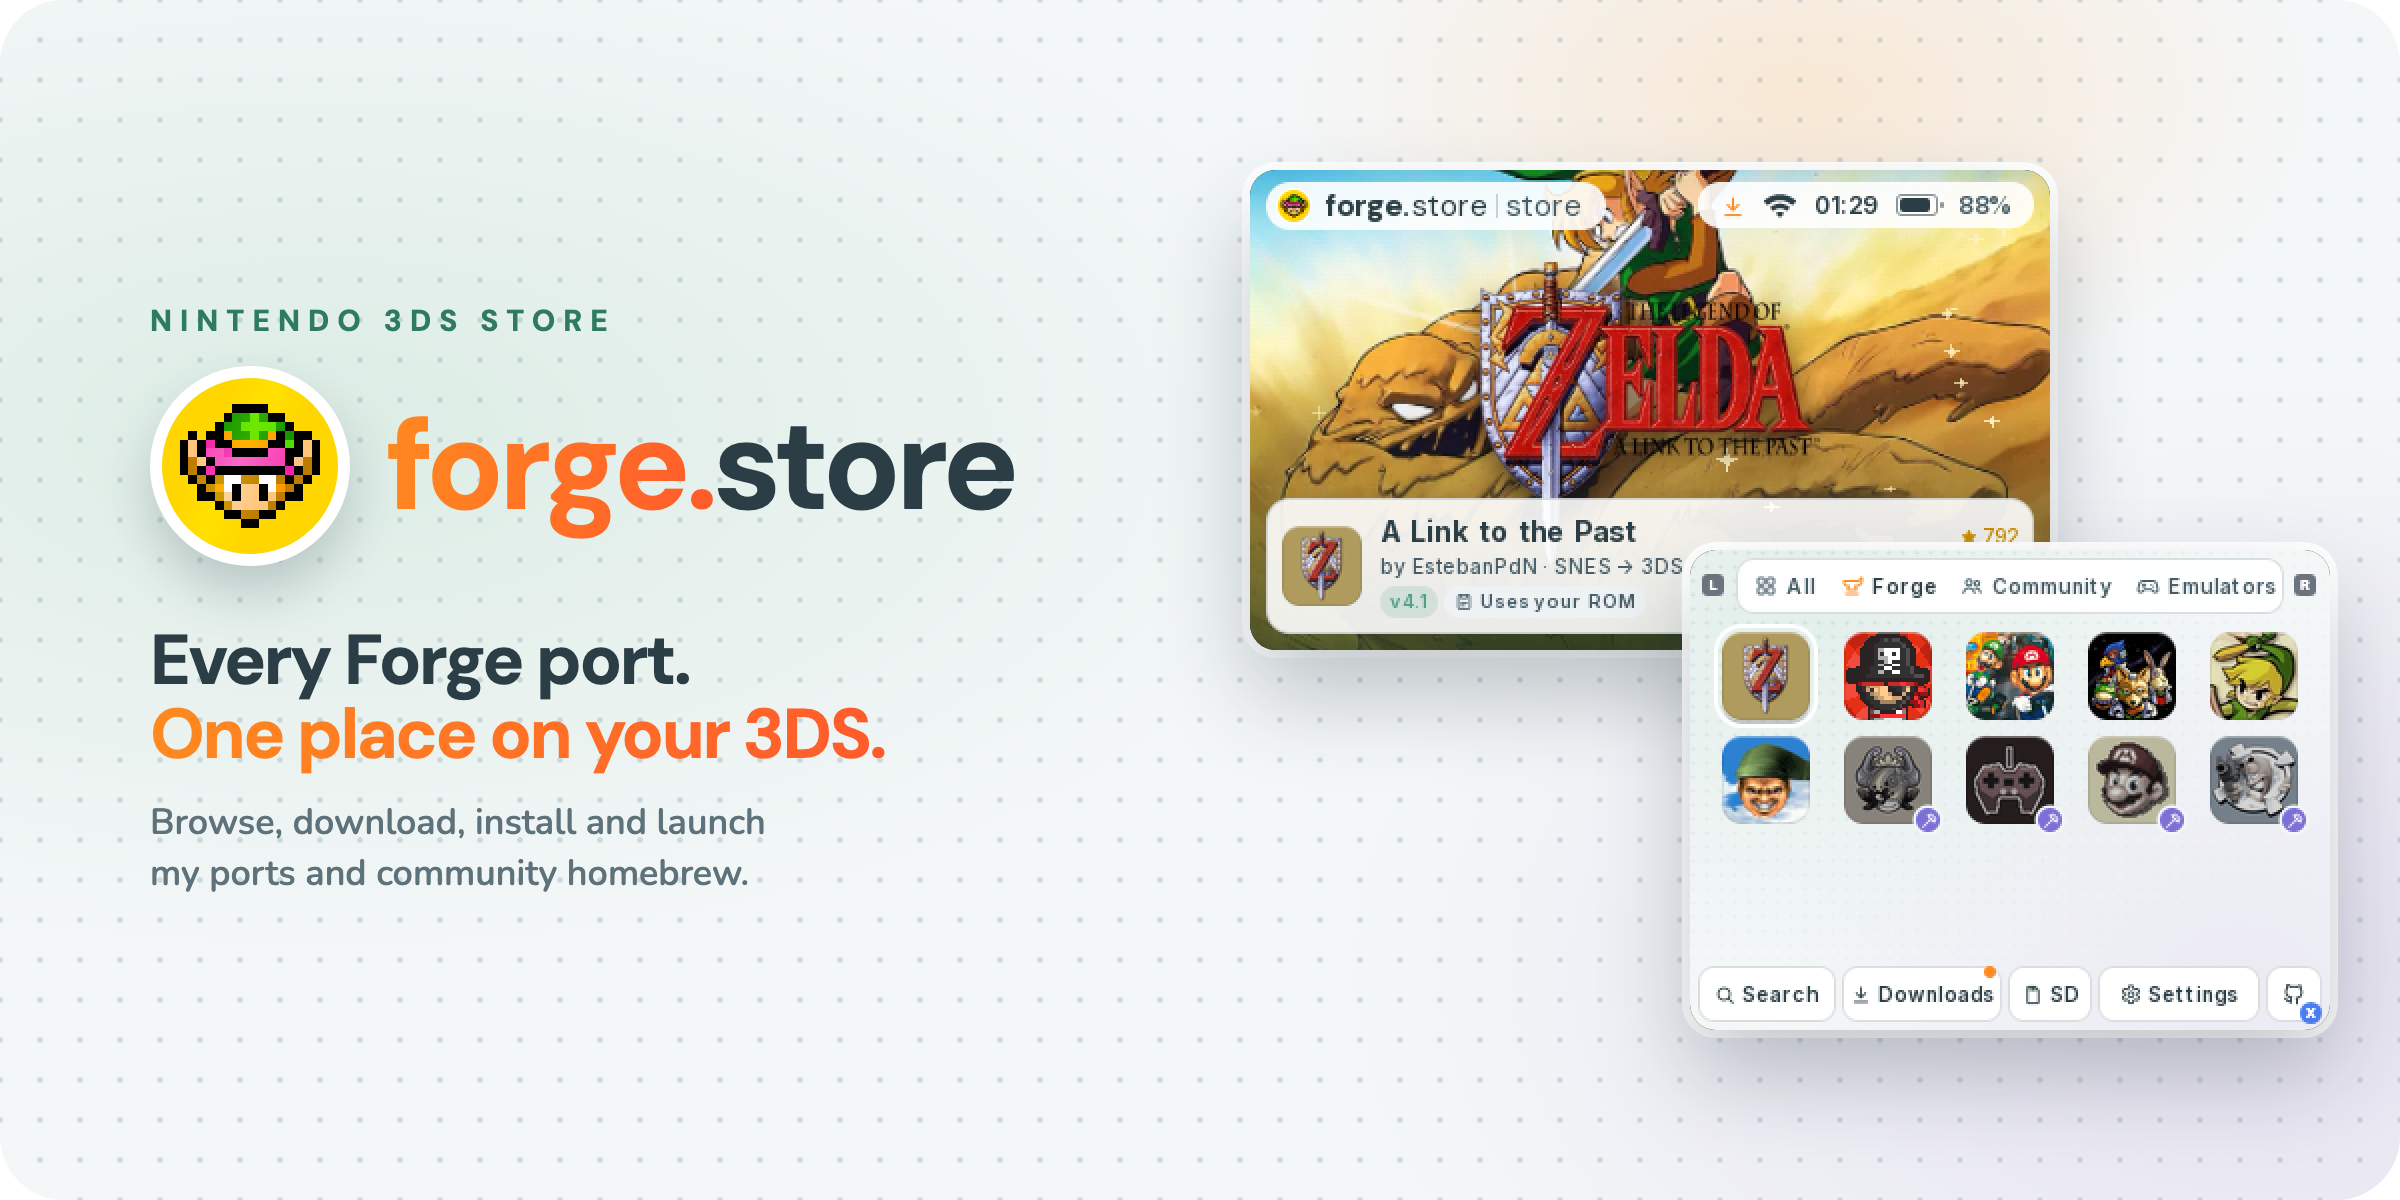 NINTENDO 3DS STORE
forge.store
Every Forge port.
One place on your 3DS.
Browse, download, install and launch
my ports and community homebrew.
forge.store | store
01:29 88%
THE LEGEND OF
ZELDA
A LINK TO THE PAST™
A Link to the Past
★ 792
by EstebanPdN · SNES → 3DS
v4.1 Uses your ROM
L All Forge Community Emulators R
Search Downloads SD Settings
X